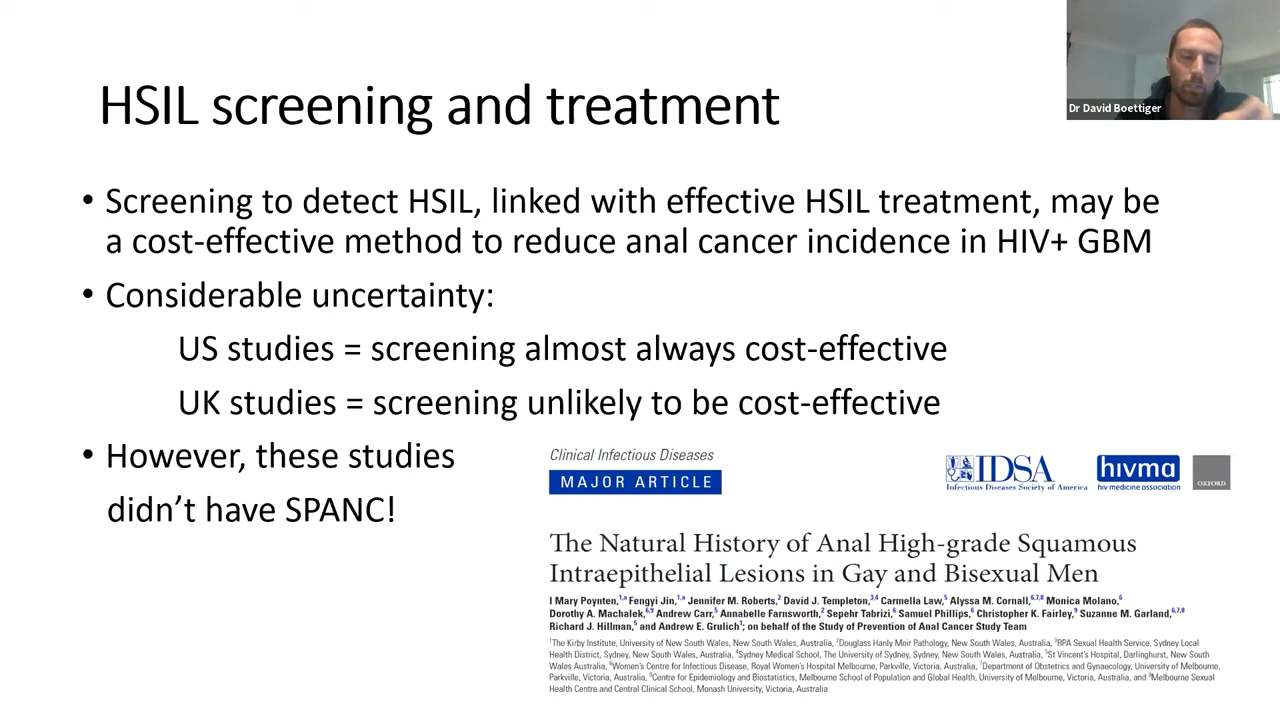 Dr David Boettiger
HSIL screening and treatment
• Screening to detect HSIL, linked with effective HSIL treatment, may be
a cost-effective method to reduce anal cancer incidence in HIV+ GBM
• Considerable uncertainty:
US studies = screening almost always cost-effective
UK studies = screening unlikely to be cost-effective
• However, these studies
didn’t have SPANC!
Clinical Infectious Diseases
MAJOR ARTICLE
IDSA
Infectious Diseases Society of America
hivma
hiv medicine association
OXFORD
The Natural History of Anal High-grade Squamous
Intraepithelial Lesions in Gay and Bisexual Men
I Mary Poynten,1,a Fengyi Jin,1,a Jennifer M. Roberts,2 David J. Templeton,3,4 Carmella Law,5 Alyssa M. Cornall,6,7,8 Monica Molano,6
Dorothy A. Machalek,6,9 Andrew Carr,5 Annabelle Farnsworth,2 Sepehr Tabrizi,6 Samuel Phillips,6 Christopher K. Fairley,9 Suzanne M. Garland,6,7,8
Richard J. Hillman,5 and Andrew E. Grulich1; on behalf of the Study of Prevention of Anal Cancer Study Team
1The Kirby Institute, University of New South Wales, New South Wales, Australia, 2Douglass Hanly Moir Pathology, New South Wales, Australia, 3RPA Sexual Health Service, Sydney Local
Health District, Sydney, New South Wales, Australia, 4Sydney Medical School, The University of Sydney, Sydney, New South Wales, Australia, 5St Vincent’s Hospital, Darlinghurst, New South
Wales Australia, 6Women’s Centre for Infectious Disease, Royal Women’s Hospital Melbourne, Parkville, Victoria, Australia, 7Department of Obstetrics and Gynaecology, University of Melbourne,
Parkville, Victoria, Australia, 8Centre for Epidemiology and Biostatistics, Melbourne School of Population and Global Health, University of Melbourne, Victoria, Australia, and 9Melbourne Sexual
Health Centre and Central Clinical School, Monash University, Victoria, Australia